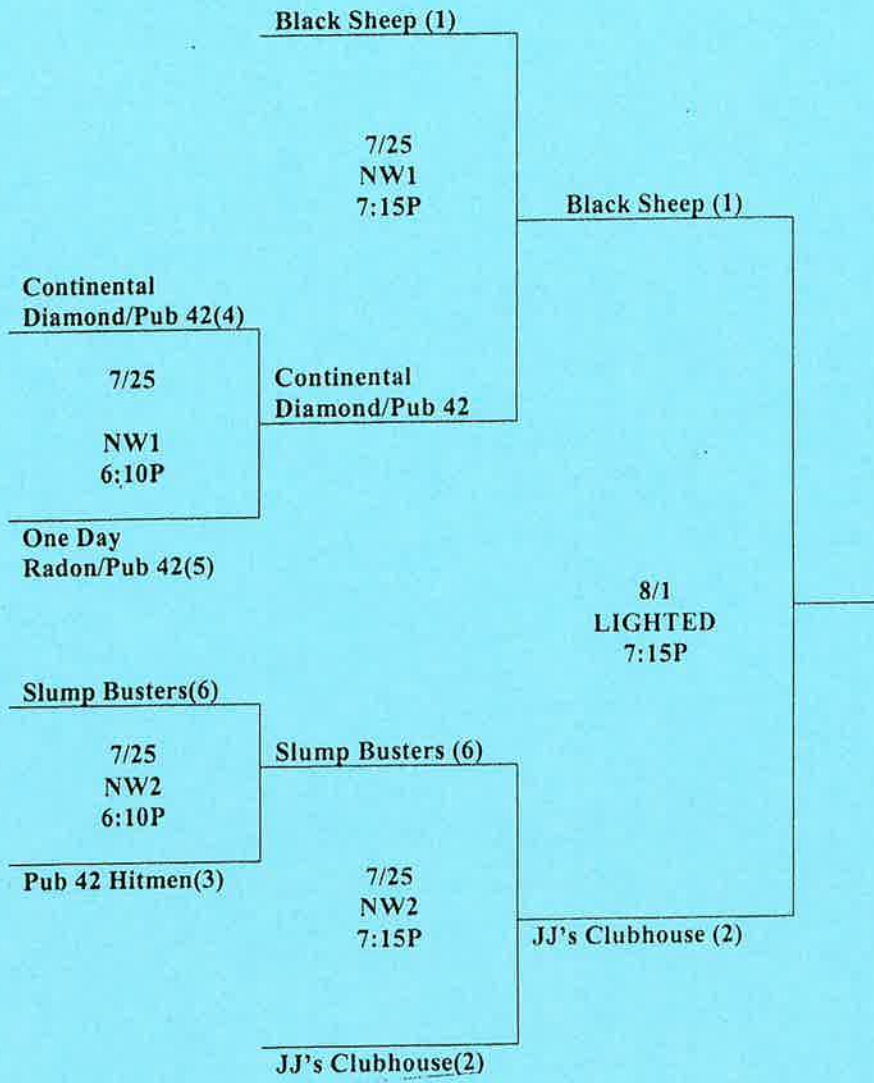 Black Sheep (1)
7/25
NW1
7:15P
Black Sheep (1)
Continental
Diamond/Pub 42(4)
7/25
NW1
6:10P
Continental
Diamond/Pub 42
One Day
Radon/Pub 42(5)
8/1
LIGHTED
7:15P
Slump Busters(6)
7/25
NW2
6:10P
Slump Busters (6)
Pub 42 Hitmen(3)
7/25
NW2
7:15P
JJ's Clubhouse (2)
JJ's Clubhouse(2)